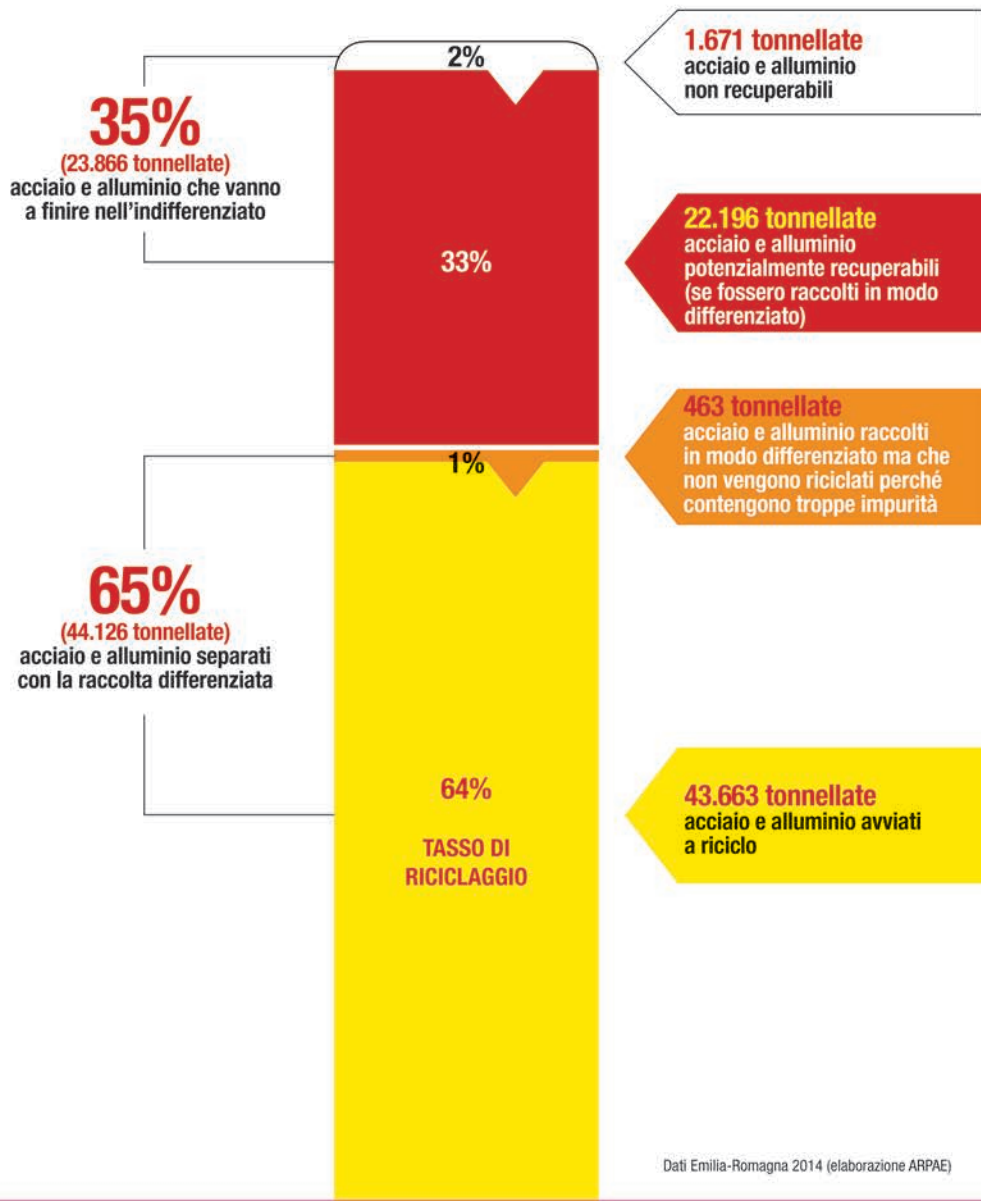 2%
1.671 tonnellate
acciaio e alluminio
non recuperabili
35%
(23.866 tonnellate)
acciaio e alluminio che vanno
a finire nell'indifferenziato
33%
22.196 tonnellate
acciaio e alluminio
potenzialmente recuperabili
(se fossero raccolti in modo
differenziato)
1%
463 tonnellate
acciaio e alluminio raccolti
in modo differenziato ma che
non vengono riciclati perché
contengono troppe impurità
65%
(44.126 tonnellate)
acciaio e alluminio separati
con la raccolta differenziata
64%
TASSO DI
RICICLAGGIO
43.663 tonnellate
acciaio e alluminio avviati
a riciclo
Dati Emilia-Romagna 2014 (elaborazione ARPAE)